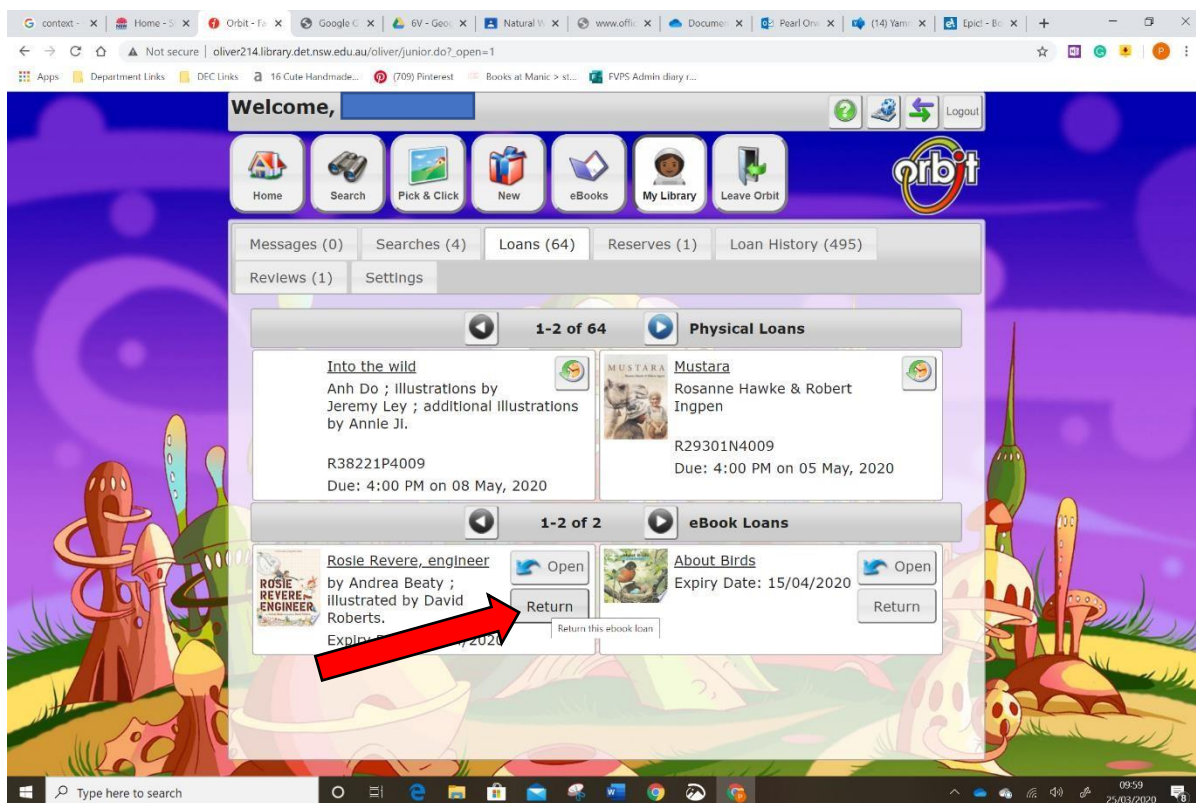 context -
Home - S
Orbit - Fa
Google C
6V - Geog
Natural W
www.offic
Documen
Pearl Orw
(14) Yamm
Epic! - Bo
Not secure | oliver214.library.det.nsw.edu.au/oliver/junior.do?_open=1
Apps Department Links DEC Links 16 Cute Handmade... (709) Pinterest Books at Manic > st... FVPS Admin diary r...
Welcome,
Logout
Home Search Pick & Click New eBooks My Library Leave Orbit
orbit
Messages (0) Searches (4) Loans (64) Reserves (1) Loan History (495)
Reviews (1) Settings
1-2 of 64 Physical Loans
Into the wild
Anh Do ; illustrations by
Jeremy Ley ; additional illustrations
by Annie Ji.
R38221P4009
Due: 4:00 PM on 08 May, 2020
MUSTARA
Mustara
Rosanne Hawke & Robert
Ingpen
R29301N4009
Due: 4:00 PM on 05 May, 2020
1-2 of 2 eBook Loans
ROSIE
REVERE,
ENGINEER
Rosie Revere, engineer
by Andrea Beaty ;
illustrated by David
Roberts.
Open
Return
Return this ebook loan
About Birds
Expiry Date: 15/04/2020
Open
Return
Type here to search
09:59
25/03/2020